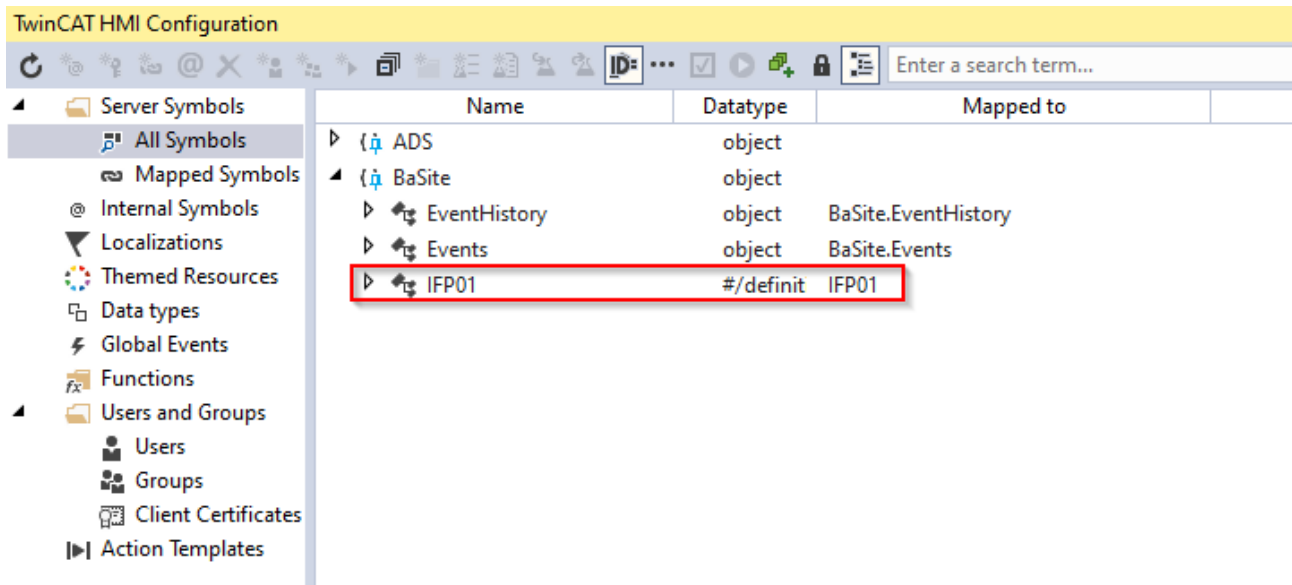 TwinCAT HMI Configuration
ID= Enter a search term...
Server Symbols
All Symbols
Mapped Symbols
@ Internal Symbols
Localizations
Themed Resources
Data types
Global Events
fx Functions
Users and Groups
Users
Groups
Client Certificates
Action Templates
Name Datatype Mapped to
ADS object
BaSite object
EventHistory object BaSite.EventHistory
Events object BaSite.Events
IFP01 #/definit IFP01